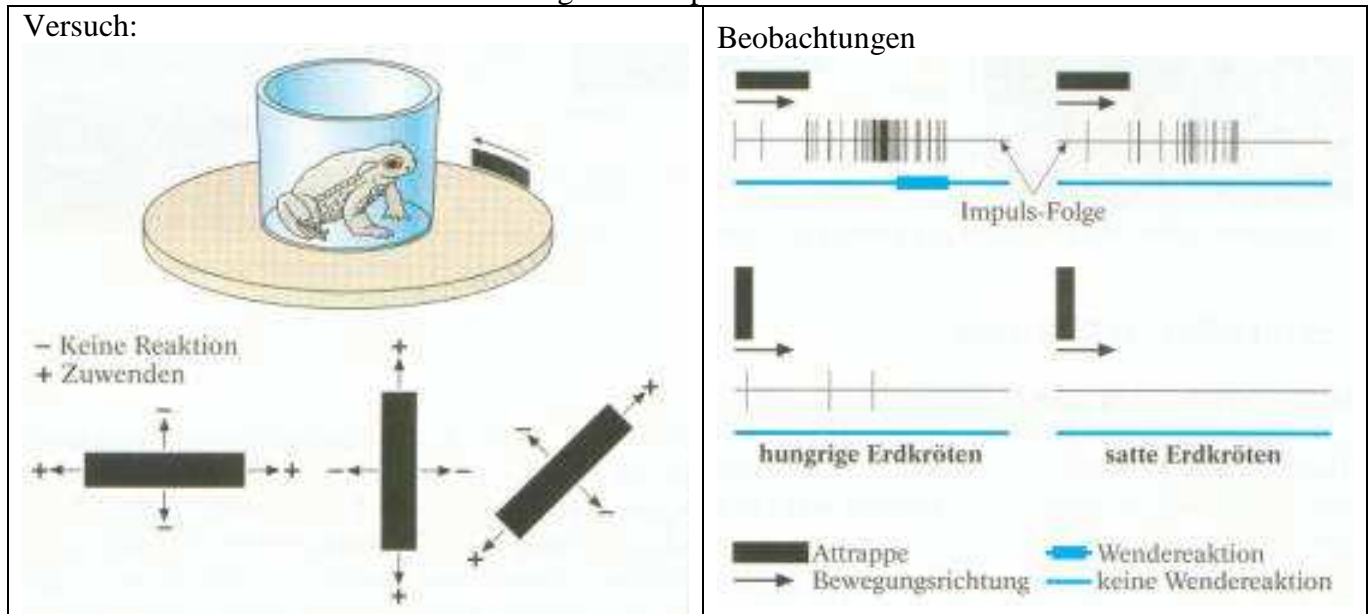 Versuch:
– Keine Reaktion
+ Zuwenden
–
+ +
–
+
– –
+
+
–
–
+
Beobachtungen
Impuls-Folge
hungrige Erdkröten
satte Erdkröten
Attrappe
Bewegungsrichtung
Wendereaktion
keine Wendereaktion